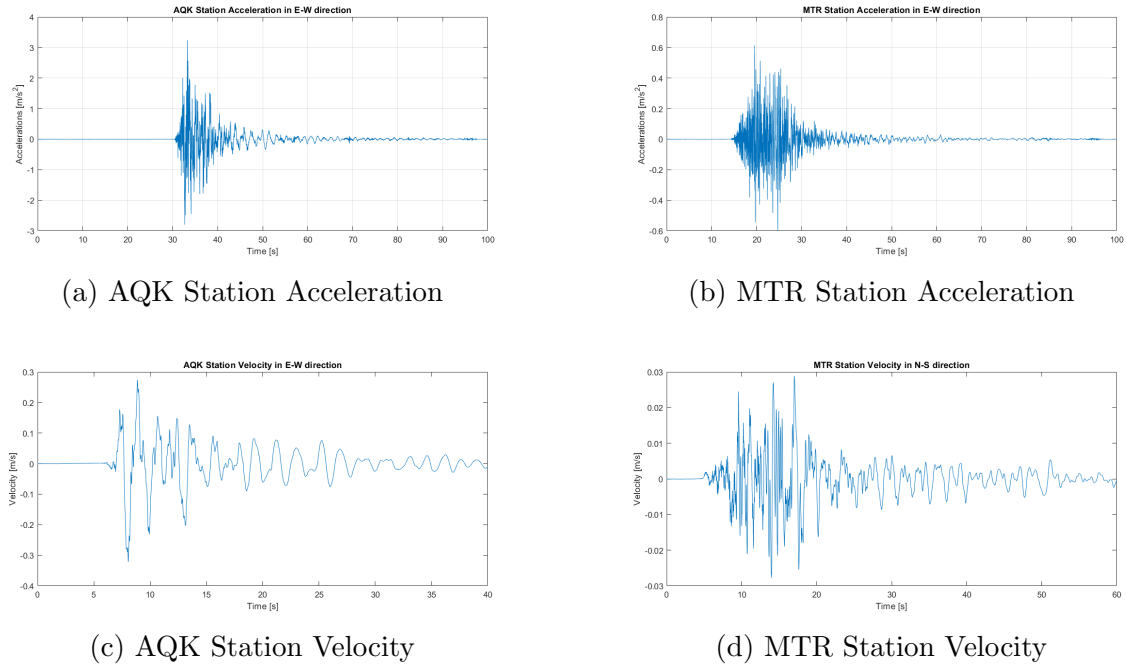 AQK Station Acceleration in E-W direction
4
3
2
1
0
-1
-2
-3
Accelerations [m/s²]
0 10 20 30 40 50 60 70 80 90 100
Time [s]
(a) AQK Station Acceleration
MTR Station Acceleration in E-W direction
0.8
0.6
0.4
0.2
0
-0.2
-0.4
-0.6
Accelerations [m/s²]
0 10 20 30 40 50 60 70 80 90 100
Time [s]
(b) MTR Station Acceleration
AQK Station Velocity in E-W direction
0.3
0.2
0.1
0
-0.1
-0.2
-0.3
-0.4
Velocity [m/s]
0 5 10 15 20 25 30 35 40
Time [s]
(c) AQK Station Velocity
MTR Station Velocity in N-S direction
0.03
0.02
0.01
0
-0.01
-0.02
-0.03
Velocity [m/s]
0 10 20 30 40 50 60
Time [s]
(d) MTR Station Velocity